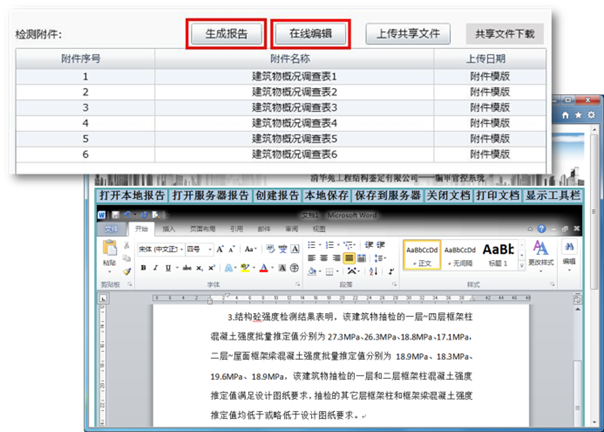 检测附件:
生成报告 在线编辑 上传共享文件 共享文件下载
附件序号 附件名称 上传日期
1 建筑物概况调查表1 附件模版
2 建筑物概况调查表2 附件模版
3 建筑物概况调查表3 附件模版
4 建筑物概况调查表4 附件模版
5 建筑物概况调查表5 附件模版
6 建筑物概况调查表6 附件模版
清华苑工程结构鉴定有限公司——编审管控系统
打开本地报告 打开服务器报告 创建报告 本地保存 保存到服务器 关闭文档 打印文档 显示工具栏
Microsoft Word
文件 开始 插入 页面布局 引用 邮件 审阅 视图 加载项
粘贴
宋体 (中文正) 四号
AaBbCcDd AaBbCcDd AaBb
正文 无间隔 标题 1
更改样式 编辑
剪贴板 字体 段落 样式
3.结构砼强度检测结果表明，该建筑物抽检的一层~四层框架柱
混凝土强度批量推定值分别为 27.3MPa、26.3MPa、18.8MPa、17.1MPa，
二层~屋面框架梁混凝土强度批量推定值分别为 18.9MPa、18.3MPa、
19.6MPa、18.9MPa，该建筑物抽检的一层和二层框架柱混凝土强度
推定值满足设计图纸要求，抽检的其它层框架柱和框架梁混凝土强度
推定值均低于或略低于设计图纸要求。